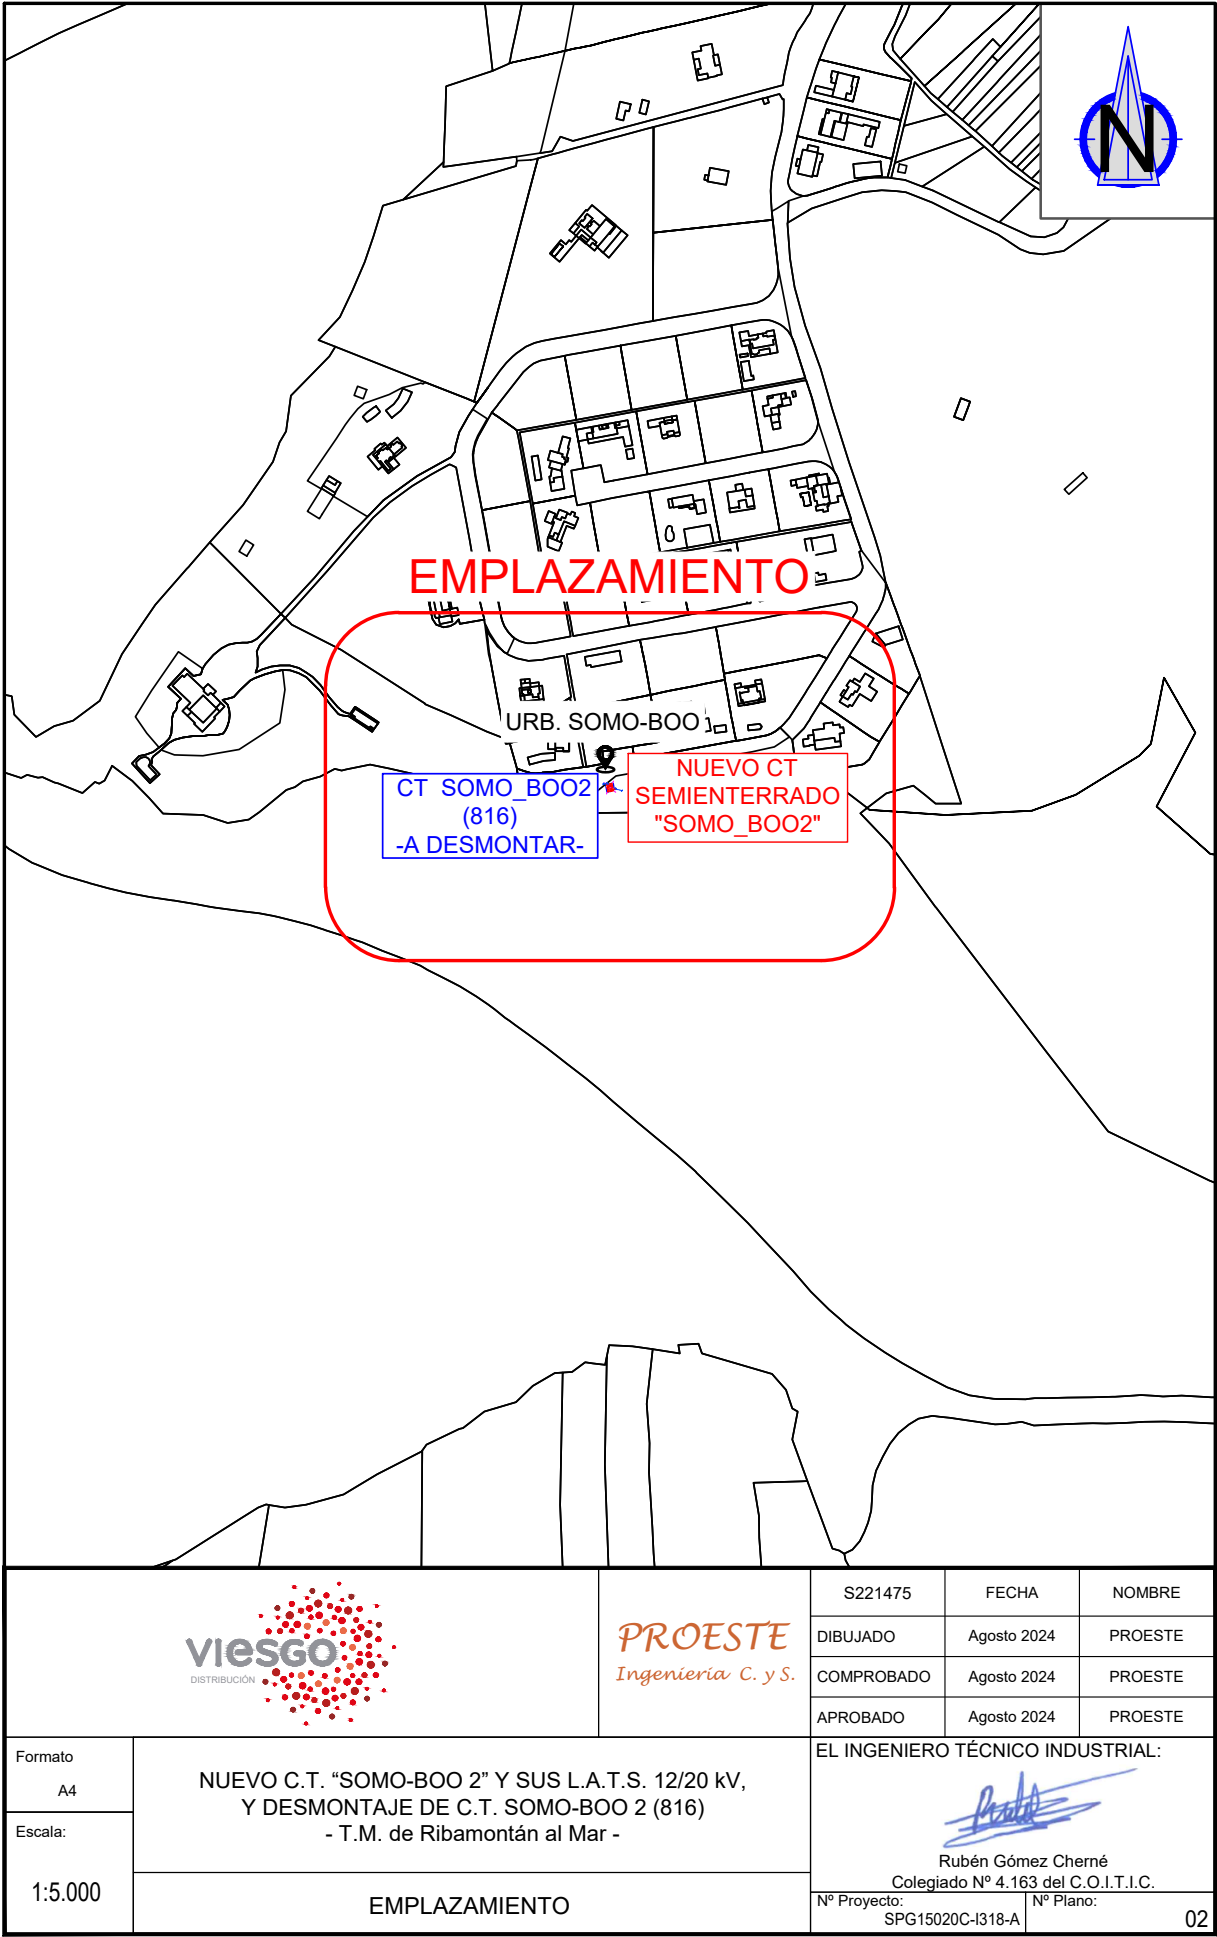 N
EMPLAZAMIENTO
URB. SOMO-BOO
CT SOMO_BOO2
(816)
-A DESMONTAR-
NUEVO CT
SEMIENTERRADO
"SOMO_BOO2"
VIESGO
DISTRIBUCIÓN
PROESTE
Ingeniería C. y S.
S221475 FECHA NOMBRE
DIBUJADO Agosto 2024 PROESTE
COMPROBADO Agosto 2024 PROESTE
APROBADO Agosto 2024 PROESTE
Formato
A4
Escala:
1:5.000
NUEVO C.T. “SOMO-BOO 2” Y SUS L.A.T.S. 12/20 kV,
Y DESMONTAJE DE C.T. SOMO-BOO 2 (816)
- T.M. de Ribamontán al Mar -
EMPLAZAMIENTO
EL INGENIERO TÉCNICO INDUSTRIAL:
Rubén Gómez Cherné
Colegiado Nº 4.163 del C.O.I.T.I.C.
Nº Proyecto:
SPG15020C-I318-A
Nº Plano:
02